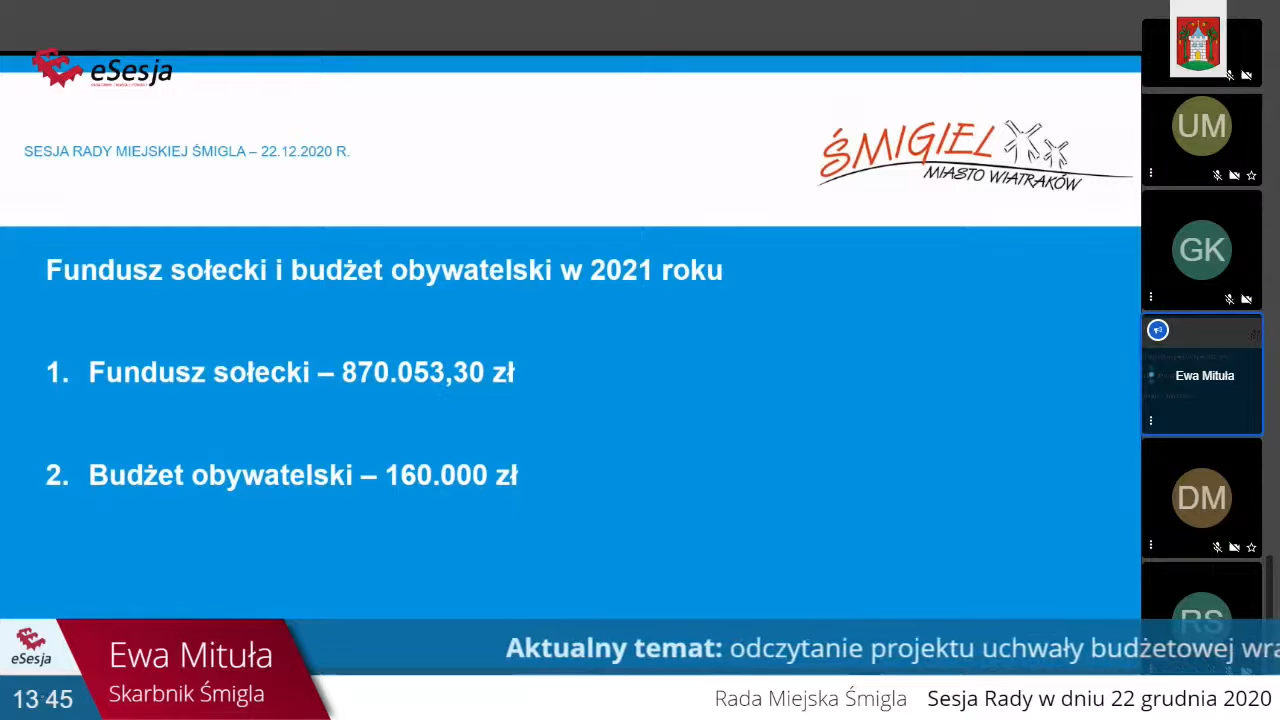 eSesja
SESJA RADY MIEJSKIEJ ŚMIGLA – 22.12.2020 R.
ŚMIGIEL
MIASTO WIATRAKÓW
Fundusz sołecki i budżet obywatelski w 2021 roku
1. Fundusz sołecki – 870.053,30 zł
2. Budżet obywatelski – 160.000 zł
UM
GK
Ewa Mituła
DM
RS
eSesja
13:45
Ewa Mituła
Skarbnik Śmigla
Aktualny temat: odczytanie projektu uchwały budżetowej wra
Rada Miejska Śmigla Sesja Rady w dniu 22 grudnia 2020